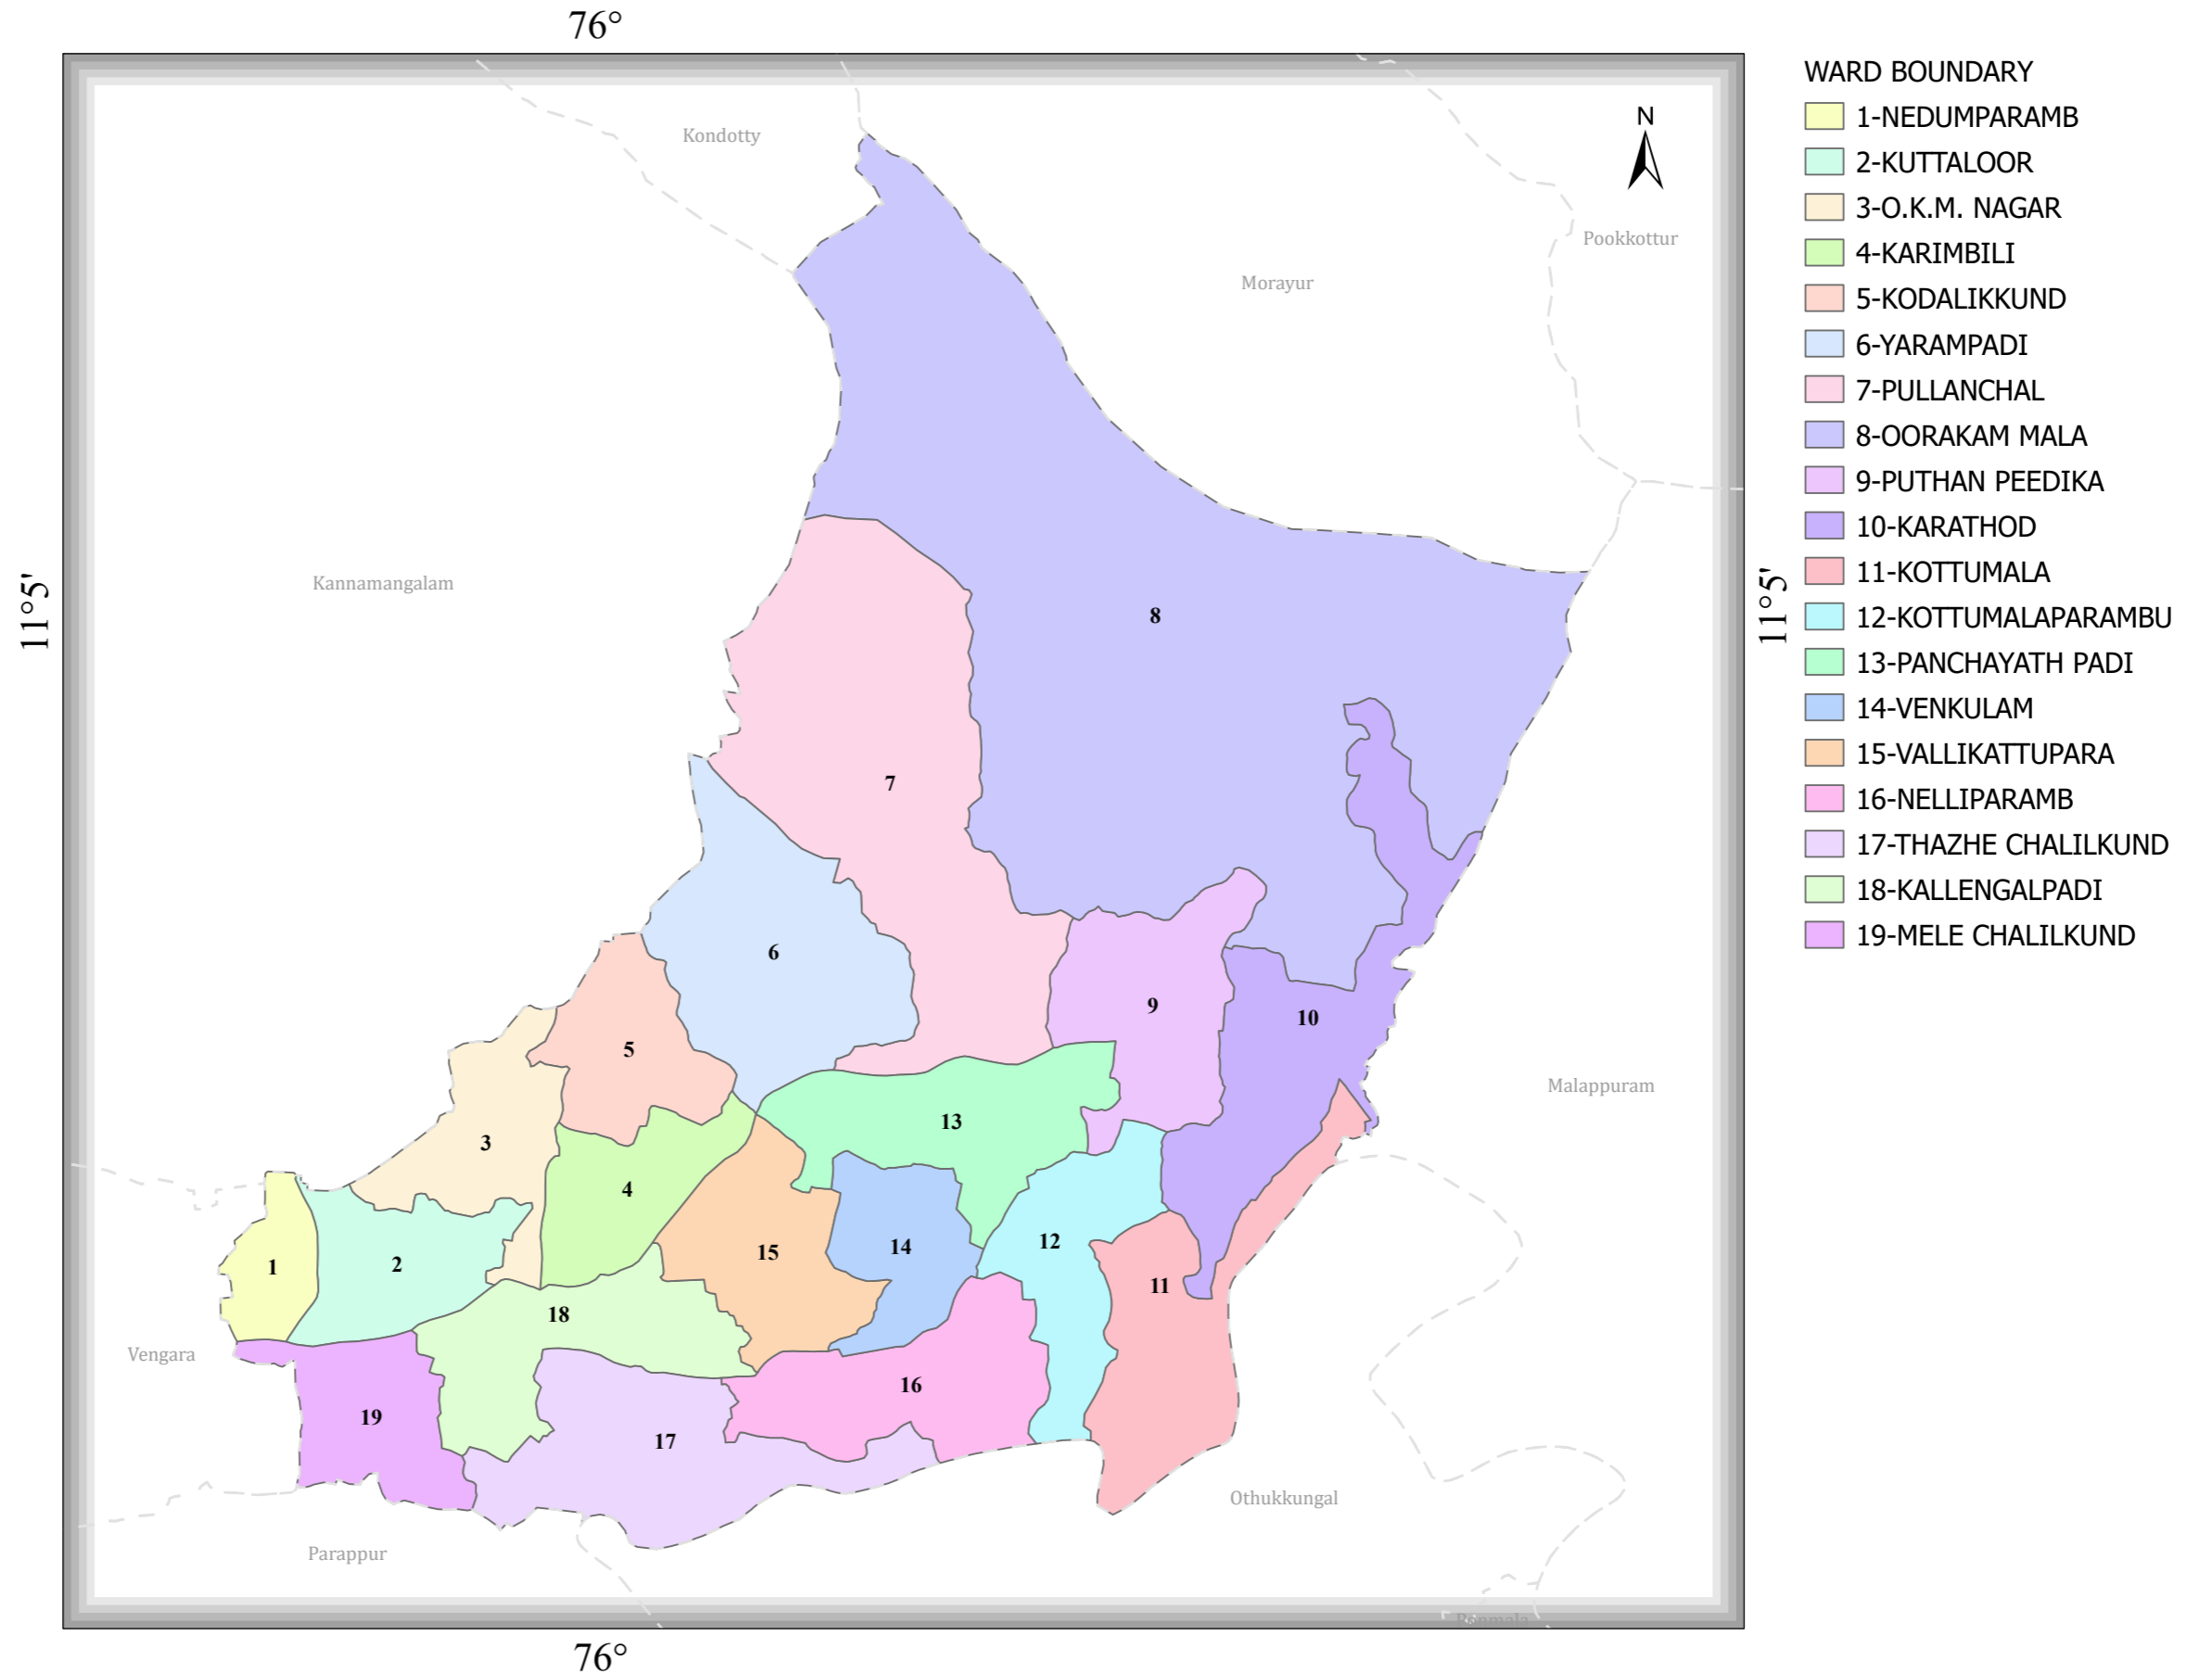 76°
WARD BOUNDARY
1-NEDUMPARAMB
2-KUTTALOOR
3-O.K.M. NAGAR
4-KARIMBILI
5-KODALIKKUND
6-YARAMPADI
7-PULLANCHAL
8-OORAKAM MALA
9-PUTHAN PEEDIKA
10-KARATHOD
11-KOTTUMALA
12-KOTTUMALAPARAMBU
13-PANCHAYATH PADI
14-VENKULAM
15-VALLIKATTUPARA
16-NELLIPARAMB
17-THAZHE CHALILKUND
18-KALLENGALPADI
19-MELE CHALILKUND
N
Kondotty
Pookkottur
Morayur
Kannamangalam
11°5'
11°5'
8
7
6
9
10
5
Malappuram
13
3
4
12
14
15
2
1
11
18
Vengara
16
19
17
Othukkungal
Parappur
76°